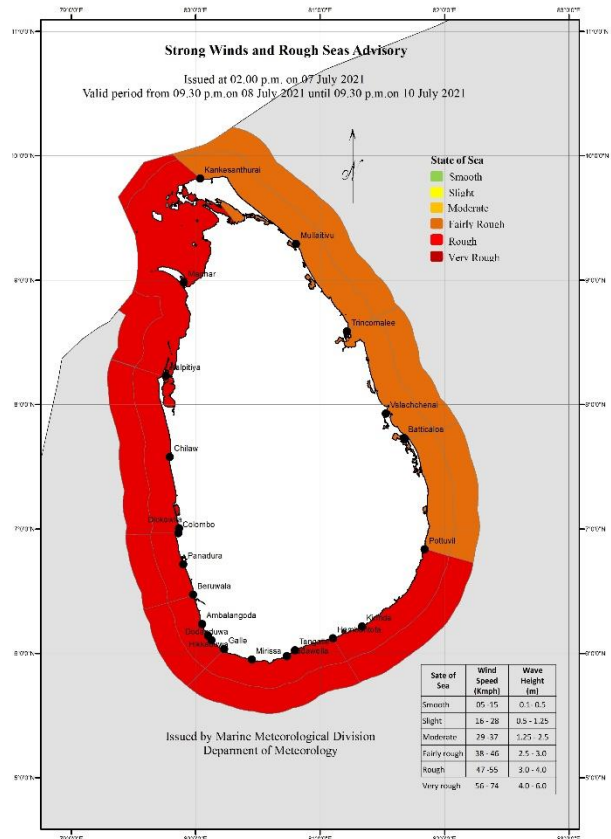 Strong Winds and Rough Seas Advisory
Issued at 02.00 p.m. on 07 July 2021
Valid period from 09.30 p.m.on 08 July 2021 until 09.30 p.m.on 10 July 2021
State of Sea
Smooth
Slight
Moderate
Fairly Rough
Rough
Very Rough
Kankesanthurai
Mullaitivu
Mannar
Trincomalee
Kalpitiya
Valachchenai
Batticaloa
Chilaw
Colombo
Pottuvil
Panadura
Beruwala
Ambalangoda
Galle
Mirissa
Kirinda
Sate of Sea Wind Speed (Kmph) Wave Height (m)
Smooth 05 -15 0.1- 0.5
Slight 16 - 28 0.5 - 1.25
Moderate 29 -37 1.25 - 2.5
Fairly rough 38 - 46 2.5 - 3.0
Rough 47 -55 3.0 - 4.0
Very rough 56 - 74 4.0 - 6.0
Issued by Marine Meteorological Division
Deparment of Meteorology